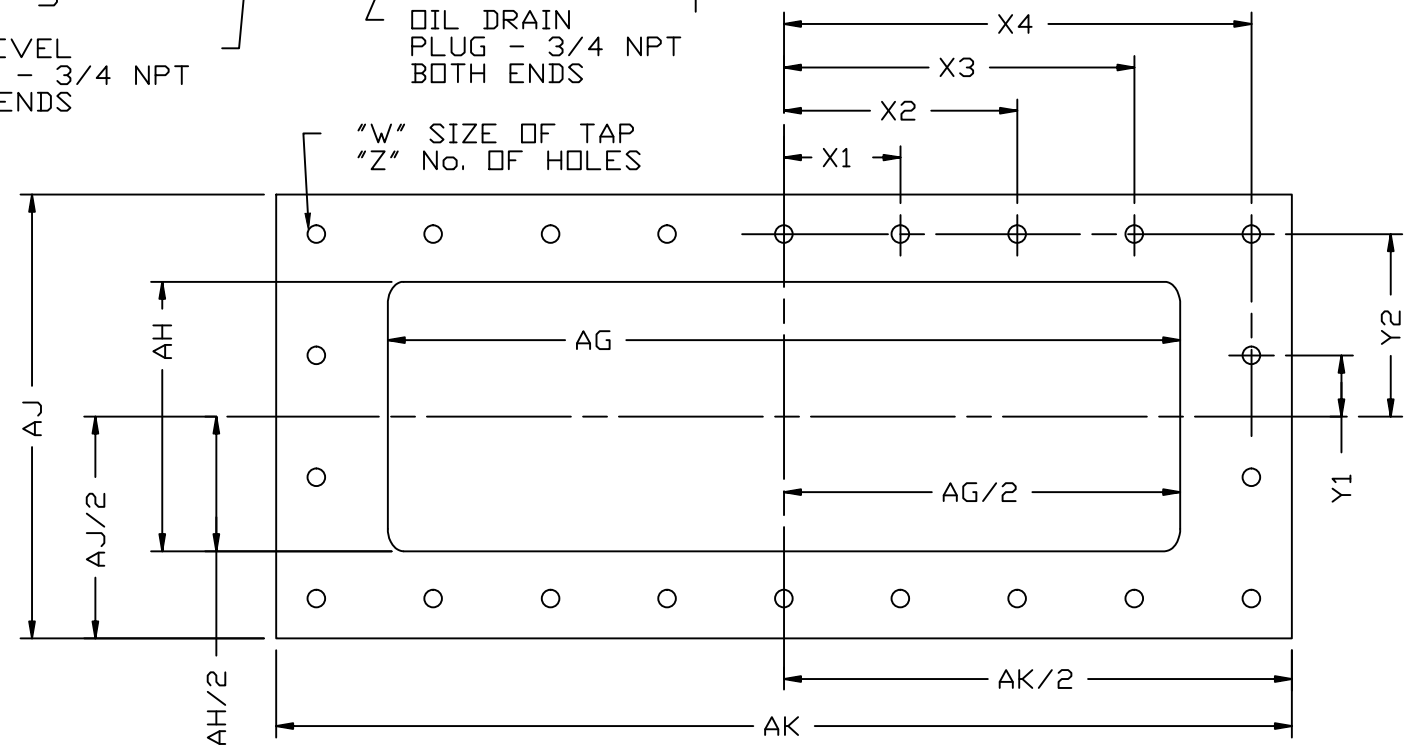 OIL DRAIN
PLUG - 3/4 NPT
BOTH ENDS
- 3/4 NPT
ENDS
"W" SIZE OF TAP
"Z" No. OF HOLES
X4
X3
X2
X1
AH
AG
Y2
AJ
AJ/2
AG/2
Y1
AH/2
AK/2
AK